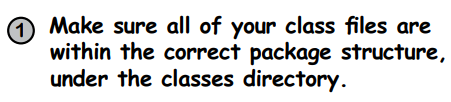 1 Make sure all of your class files are
within the correct package structure,
under the classes directory.